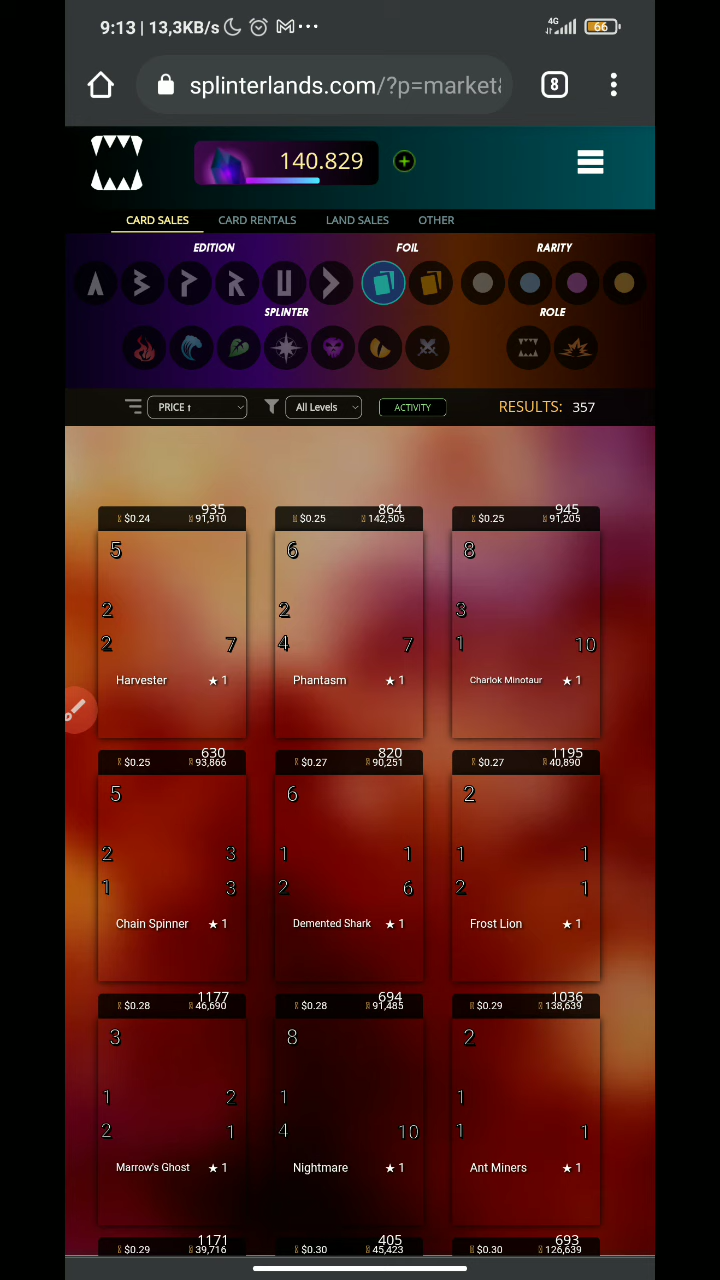 9:13 | 13,3KB/s ... 4G 66
splinterlands.com/?p=market& 8
140.829 +
CARD SALES CARD RENTALS LAND SALES OTHER
EDITION FOIL RARITY
SPLINTER ROLE
PRICE ↑ All Levels ACTIVITY RESULTS: 357
935 864 945
$0.24 91,910 $0.25 142,505 $0.25 91,205
5 6 8
2 2 3
2 7 4 7 1 10
Harvester ★ 1 Phantasm ★ 1 Charlok Minotaur ★ 1
630 820 1195
$0.25 93,866 $0.27 90,251 $0.27 40,890
5 6 2
2 3 1 1 1 1
1 3 2 6 2 1
Chain Spinner ★ 1 Demented Shark ★ 1 Frost Lion ★ 1
1177 694 1036
$0.28 46,690 $0.28 91,485 $0.29 138,639
3 8 2
1 2 1 1
2 1 4 10 1 1
Marrow's Ghost ★ 1 Nightmare ★ 1 Ant Miners ★ 1
1171 405 693
$0.29 39,716 $0.30 45,423 $0.30 126,639